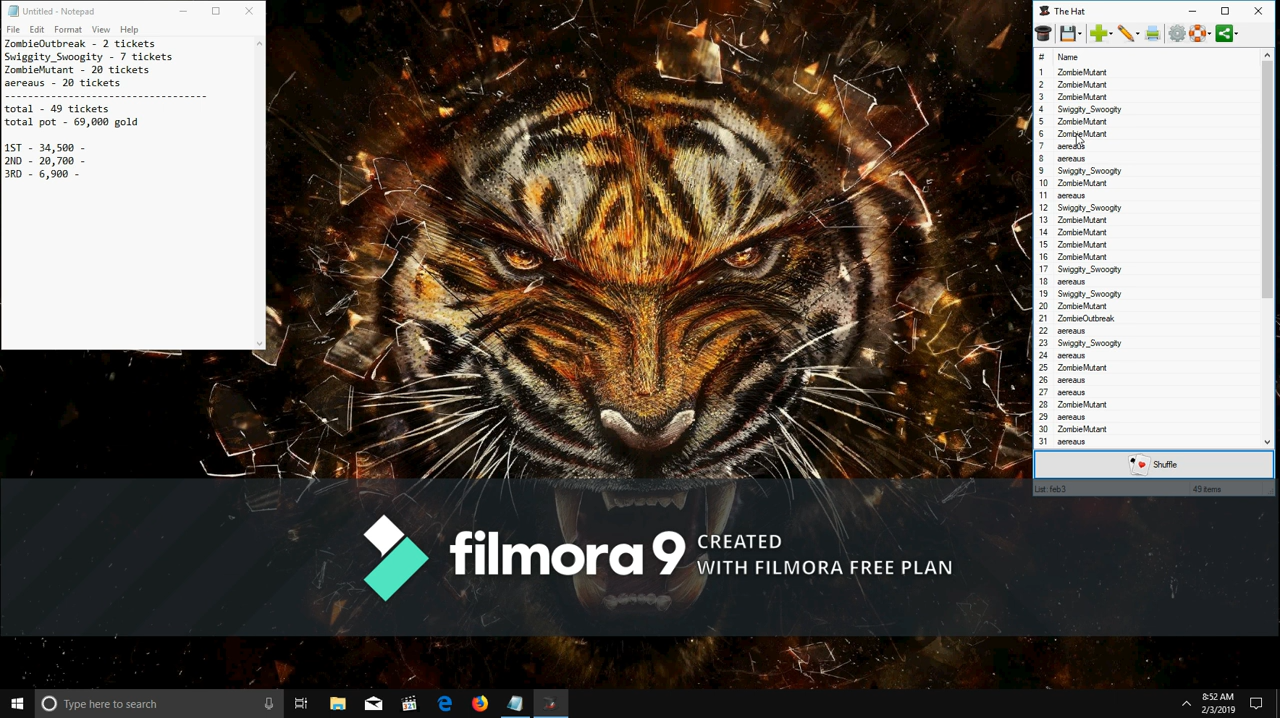 Untitled - Notepad
File Edit Format View Help
ZombieOutbreak - 2 tickets
Swiggity_Swoogity - 7 tickets
ZombieMutant - 20 tickets
aereaus - 20 tickets
--------------------------------
total - 49 tickets
total pot - 69,000 gold
1ST - 34,500 -
2ND - 20,700 -
3RD - 6,900 -
The Hat
# Name
1 ZombieMutant
2 ZombieMutant
3 ZombieMutant
4 Swiggity_Swoogity
5 ZombieMutant
6 ZombieMutant
7 aereaus
8 aereaus
9 Swiggity_Swoogity
10 ZombieMutant
11 aereaus
12 Swiggity_Swoogity
13 ZombieMutant
14 ZombieMutant
15 ZombieMutant
16 ZombieMutant
17 Swiggity_Swoogity
18 aereaus
19 Swiggity_Swoogity
20 ZombieMutant
21 ZombieOutbreak
22 aereaus
23 Swiggity_Swoogity
24 aereaus
25 ZombieMutant
26 aereaus
27 aereaus
28 ZombieMutant
29 aereaus
30 ZombieMutant
31 aereaus
Shuffle
List: feb3 49 items
filmora 9 CREATED
WITH FILMORA FREE PLAN
Type here to search
8:52 AM
2/3/2019